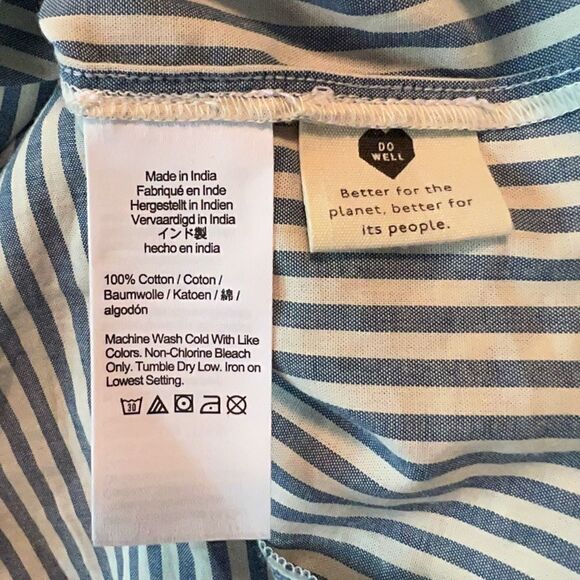 Made in India
Fabriqué en Inde
Hergestellt in Indien
Vervaardigd in India
インド製
hecho en india
100% Cotton / Coton /
Baumwolle / Katoen / 綿 /
algodón
Machine Wash Cold With Like
Colors. Non-Chlorine Bleach
Only. Tumble Dry Low. Iron on
Lowest Setting.
30
DO
WELL
Better for the
planet, better for
its people.